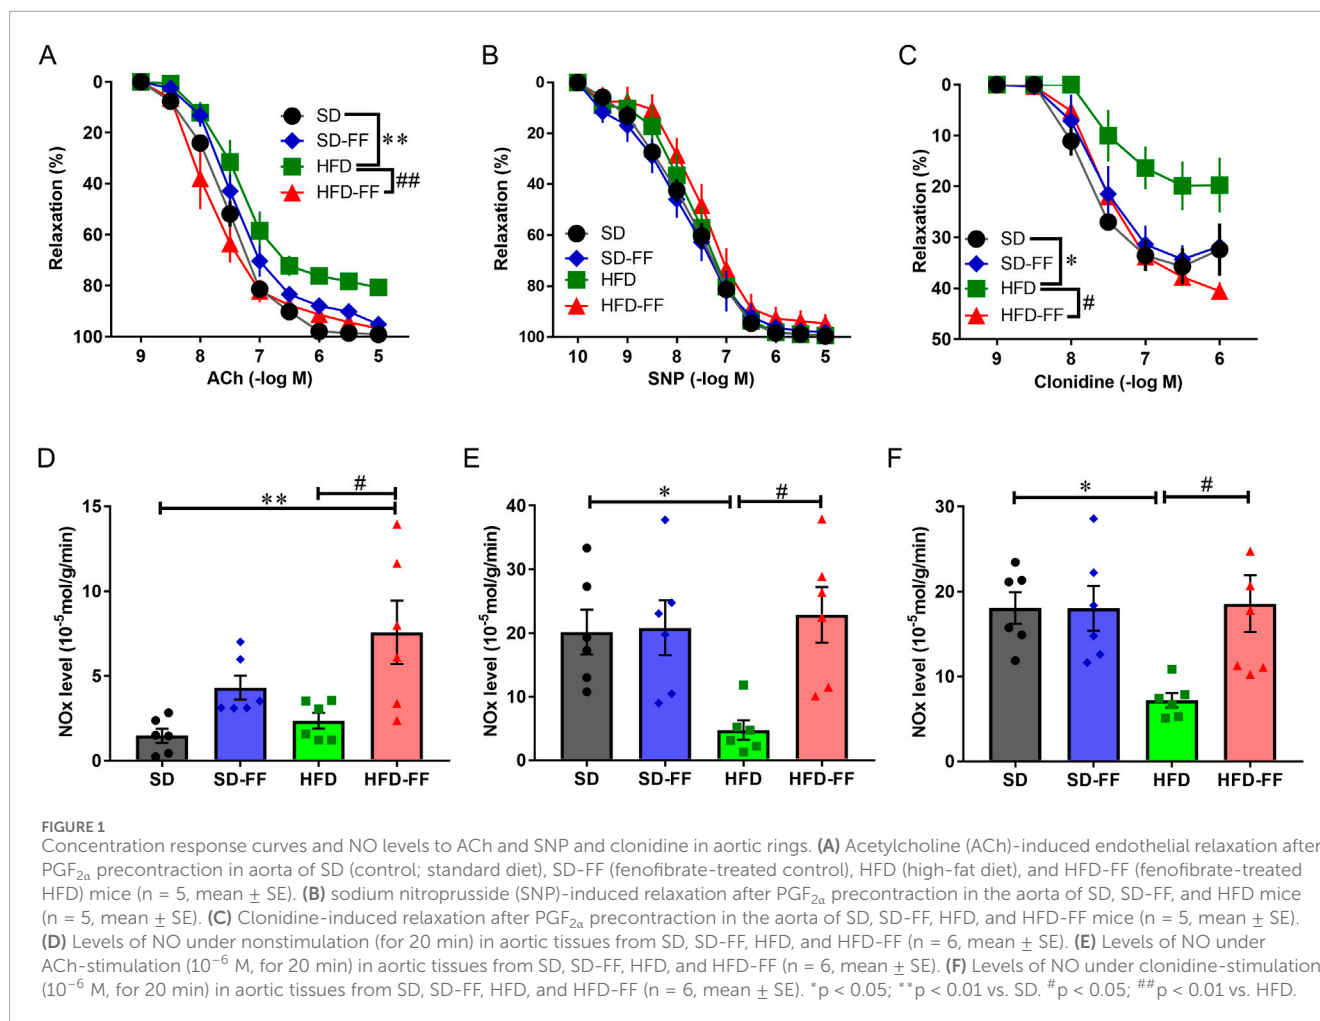 A
B
C
0
20
40
60
80
100
Relaxation (%)
9 8 7 6 5
ACh (-log M)
SD
SD-FF
HFD
HFD-FF
**
##
0
20
40
60
80
100
Relaxation (%)
10 9 8 7 6 5
SNP (-log M)
SD
SD-FF
HFD
HFD-FF
0
10
20
30
40
50
Relaxation (%)
9 8 7 6
Clonidine (-log M)
SD
SD-FF
HFD
HFD-FF
*
#
D
E
F
15
10
5
0
NOx level (10⁻⁵mol/g/min)
**
#
SD SD-FF HFD HFD-FF
40
30
20
10
0
NOx level (10⁻⁵mol/g/min)
*
#
SD SD-FF HFD HFD-FF
30
20
10
0
NOx level (10⁻⁵mol/g/min)
*
#
SD SD-FF HFD HFD-FF
FIGURE 1
Concentration response curves and NO levels to ACh and SNP and clonidine in aortic rings. (A) Acetylcholine (ACh)-induced endothelial relaxation after
PGF₂α precontraction in aorta of SD (control; standard diet), SD-FF (fenofibrate-treated control), HFD (high-fat diet), and HFD-FF (fenofibrate-treated
HFD) mice (n = 5, mean ± SE). (B) sodium nitroprusside (SNP)-induced relaxation after PGF₂α precontraction in the aorta of SD, SD-FF, and HFD mice
(n = 5, mean ± SE). (C) Clonidine-induced relaxation after PGF₂α precontraction in the aorta of SD, SD-FF, HFD, and HFD-FF mice (n = 5, mean ± SE).
(D) Levels of NO under nonstimulation (for 20 min) in aortic tissues from SD, SD-FF, HFD, and HFD-FF (n = 6, mean ± SE). (E) Levels of NO under
ACh-stimulation (10⁻⁶ M, for 20 min) in aortic tissues from SD, SD-FF, HFD, and HFD-FF (n = 6, mean ± SE). (F) Levels of NO under clonidine-stimulation
(10⁻⁶ M, for 20 min) in aortic tissues from SD, SD-FF, HFD, and HFD-FF (n = 6, mean ± SE). *p < 0.05; **p < 0.01 vs. SD. #p < 0.05; ##p < 0.01 vs. HFD.